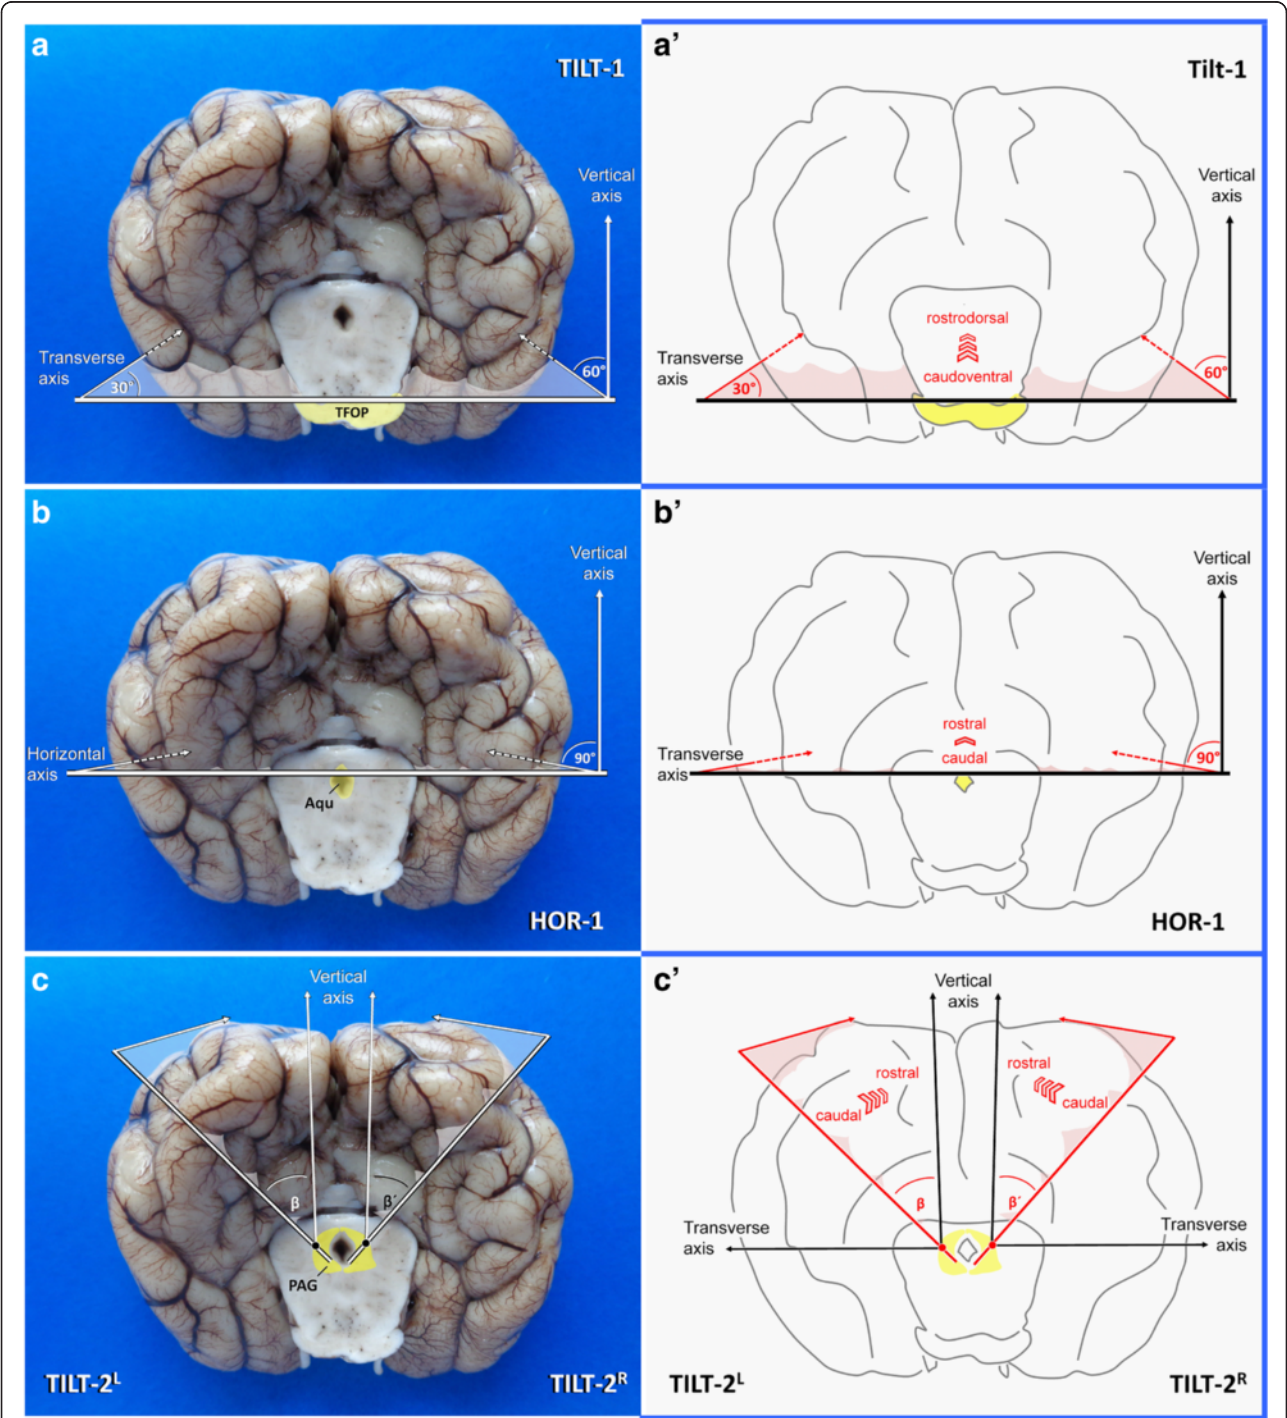 a
TILT-1
Vertical
axis
Transverse
axis
30°
60°
TFOP
a’
Tilt-1
Vertical
axis
rostrodorsal
caudoventral
Transverse
axis
30°
60°
b
Vertical
axis
Horizontal
axis
90°
Aqu
HOR-1
b’
Vertical
axis
rostral
caudal
Transverse
axis
90°
HOR-1
c
Vertical
axis
β
β´
PAG
TILT-2L
TILT-2R
c’
Vertical
axis
rostral
caudal
rostral
caudal
β
β´
Transverse
axis
Transverse
axis
TILT-2L
TILT-2R